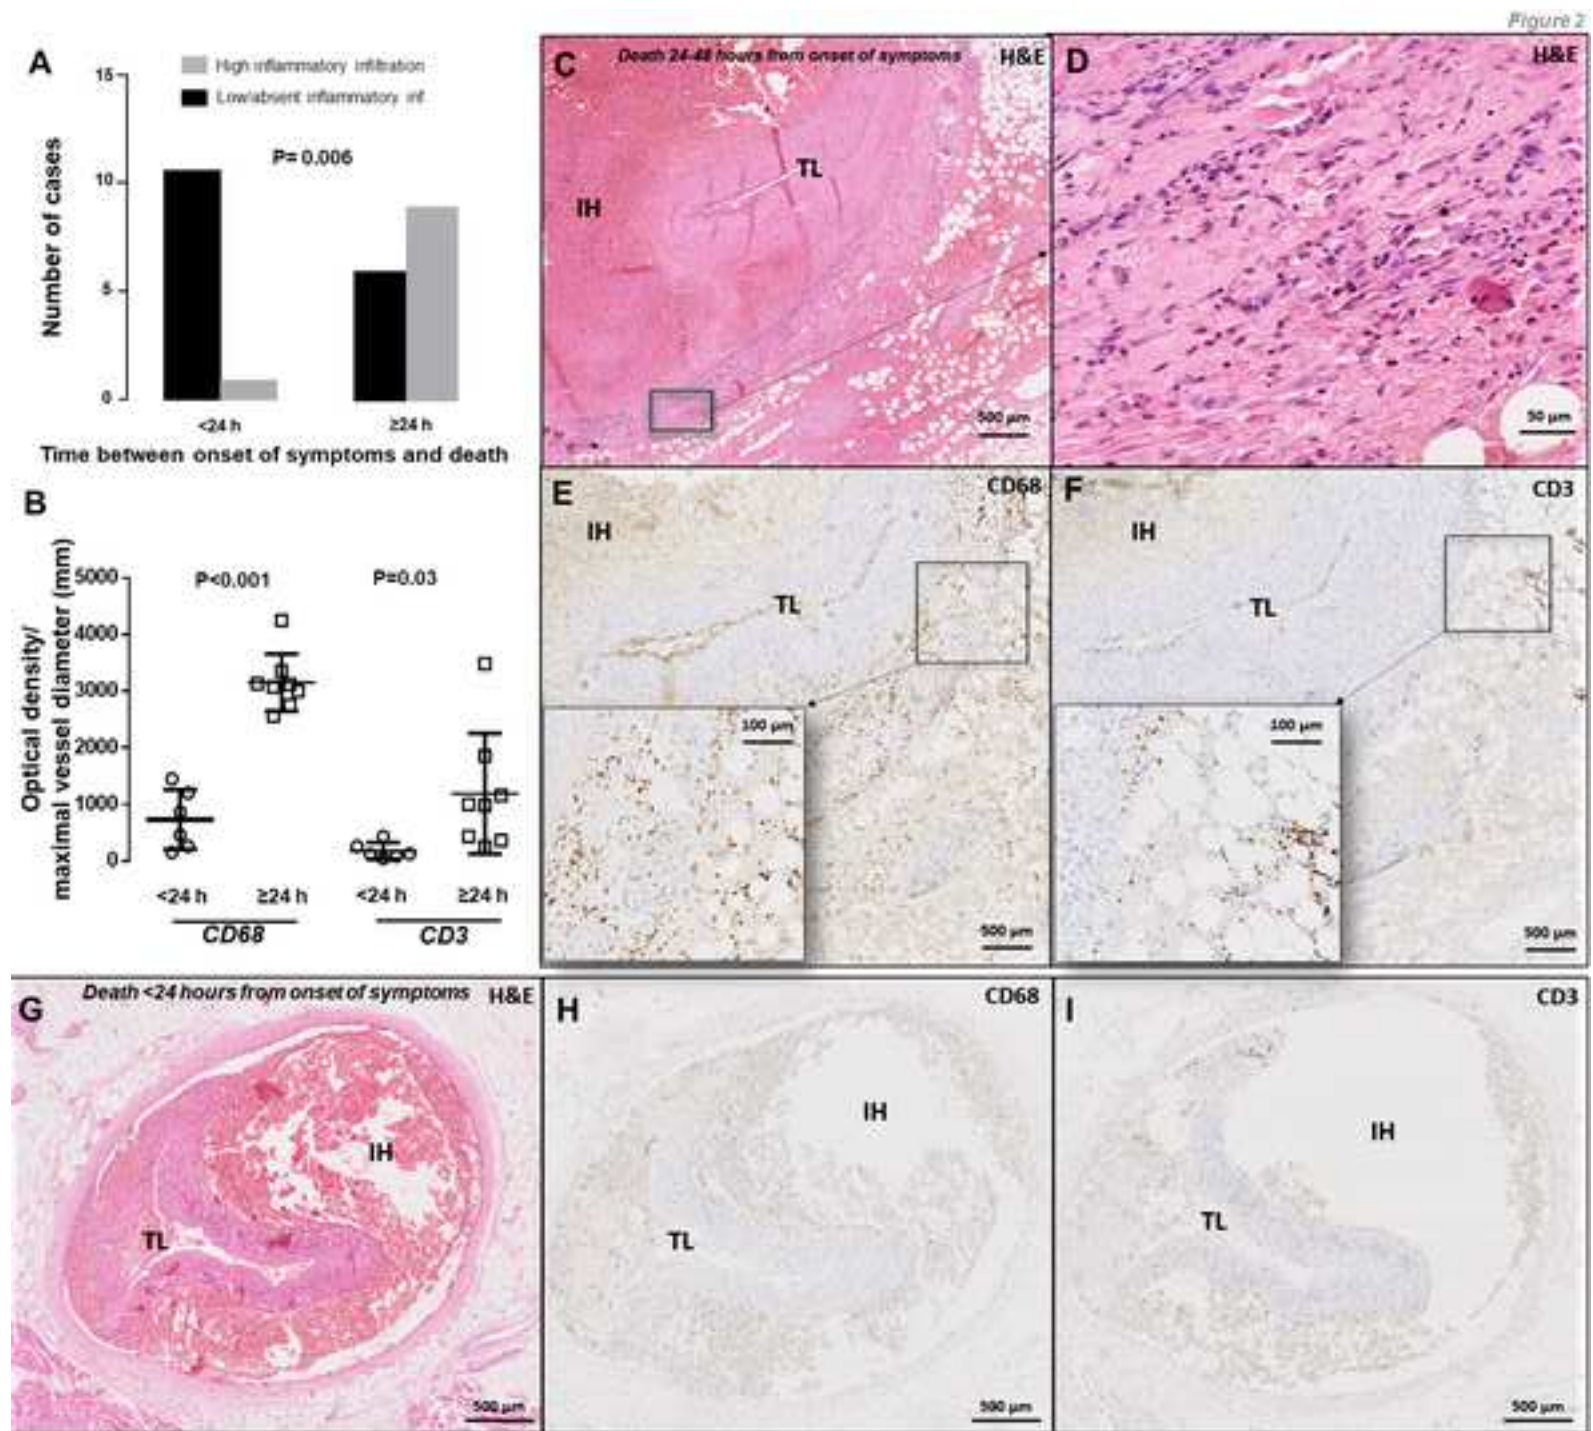 Figure 2
A
High inflammatory infiltration
Low/absent inflammatory inf
P= 0.006
15
10
5
0
Number of cases
<24 h
≥24 h
Time between onset of symptoms and death
B
Optical density/
maximal vessel diameter (mm)
P<0.001
P=0.03
5000
4000
3000
2000
1000
0
<24 h
≥24 h
<24 h
≥24 h
CD68
CD3
C
Death 24-48 hours from onset of symptoms
H&E
IH
TL
500 µm
D
H&E
50 µm
E
CD68
IH
TL
100 µm
500 µm
F
CD3
IH
TL
100 µm
500 µm
G
Death <24 hours from onset of symptoms
H&E
IH
TL
500 µm
H
CD68
IH
TL
500 µm
I
CD3
IH
TL
500 µm